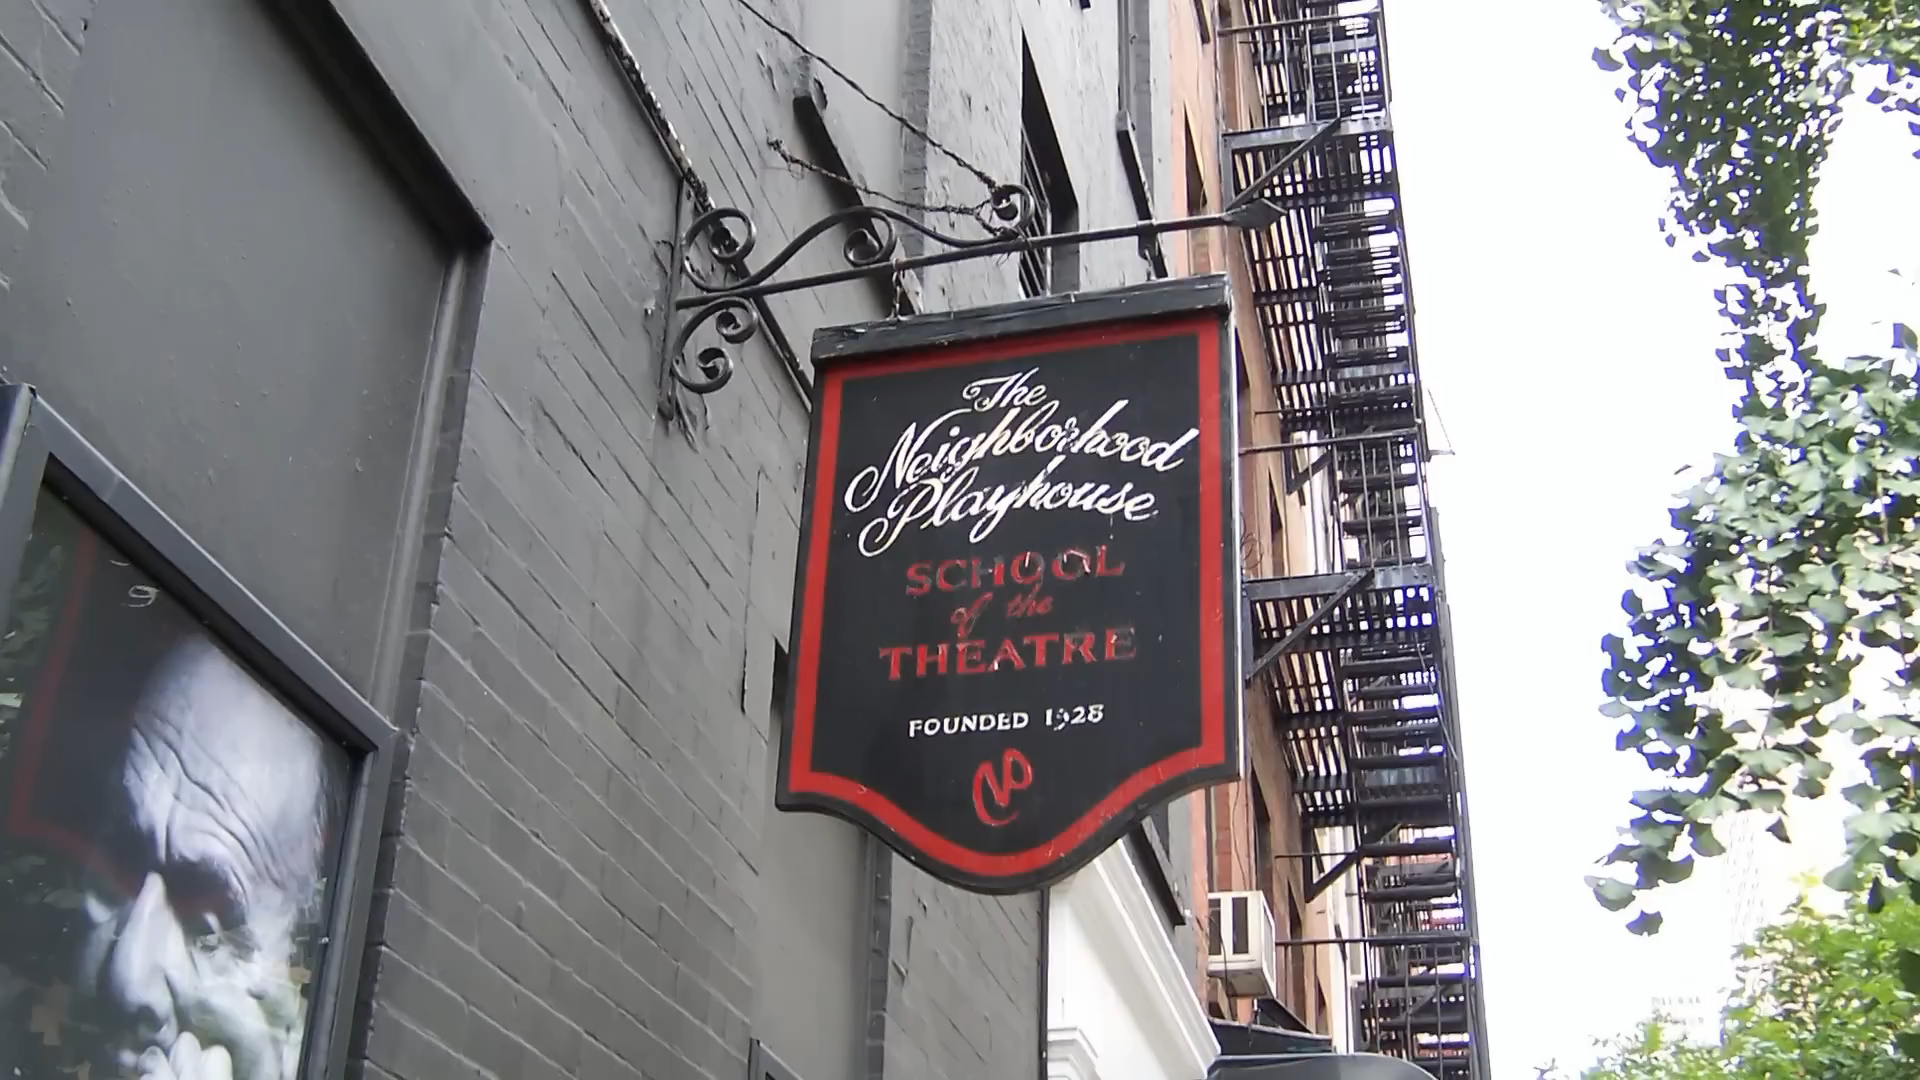 The
Neighborhood
Playhouse
SCHOOL
of the
THEATRE
FOUNDED 1928